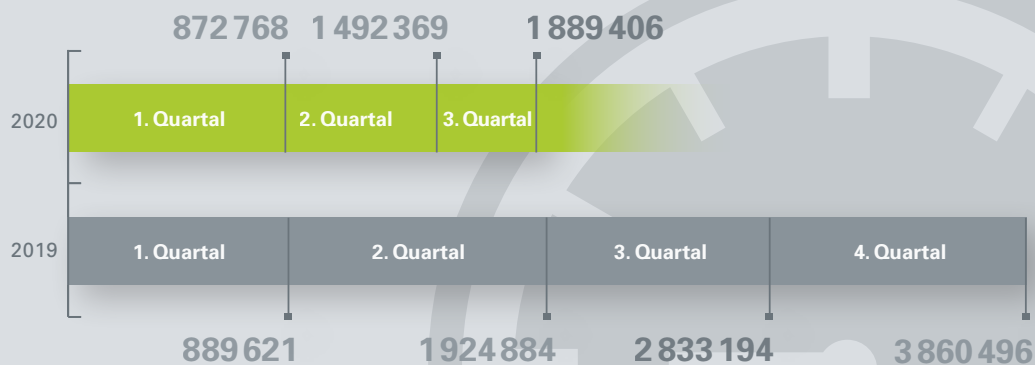 872 768 1 492 369 1 889 406
2020 1. Quartal 2. Quartal 3. Quartal
2019 1. Quartal 2. Quartal 3. Quartal 4. Quartal
889 621 1 924 884 2 833 194 3 860 496